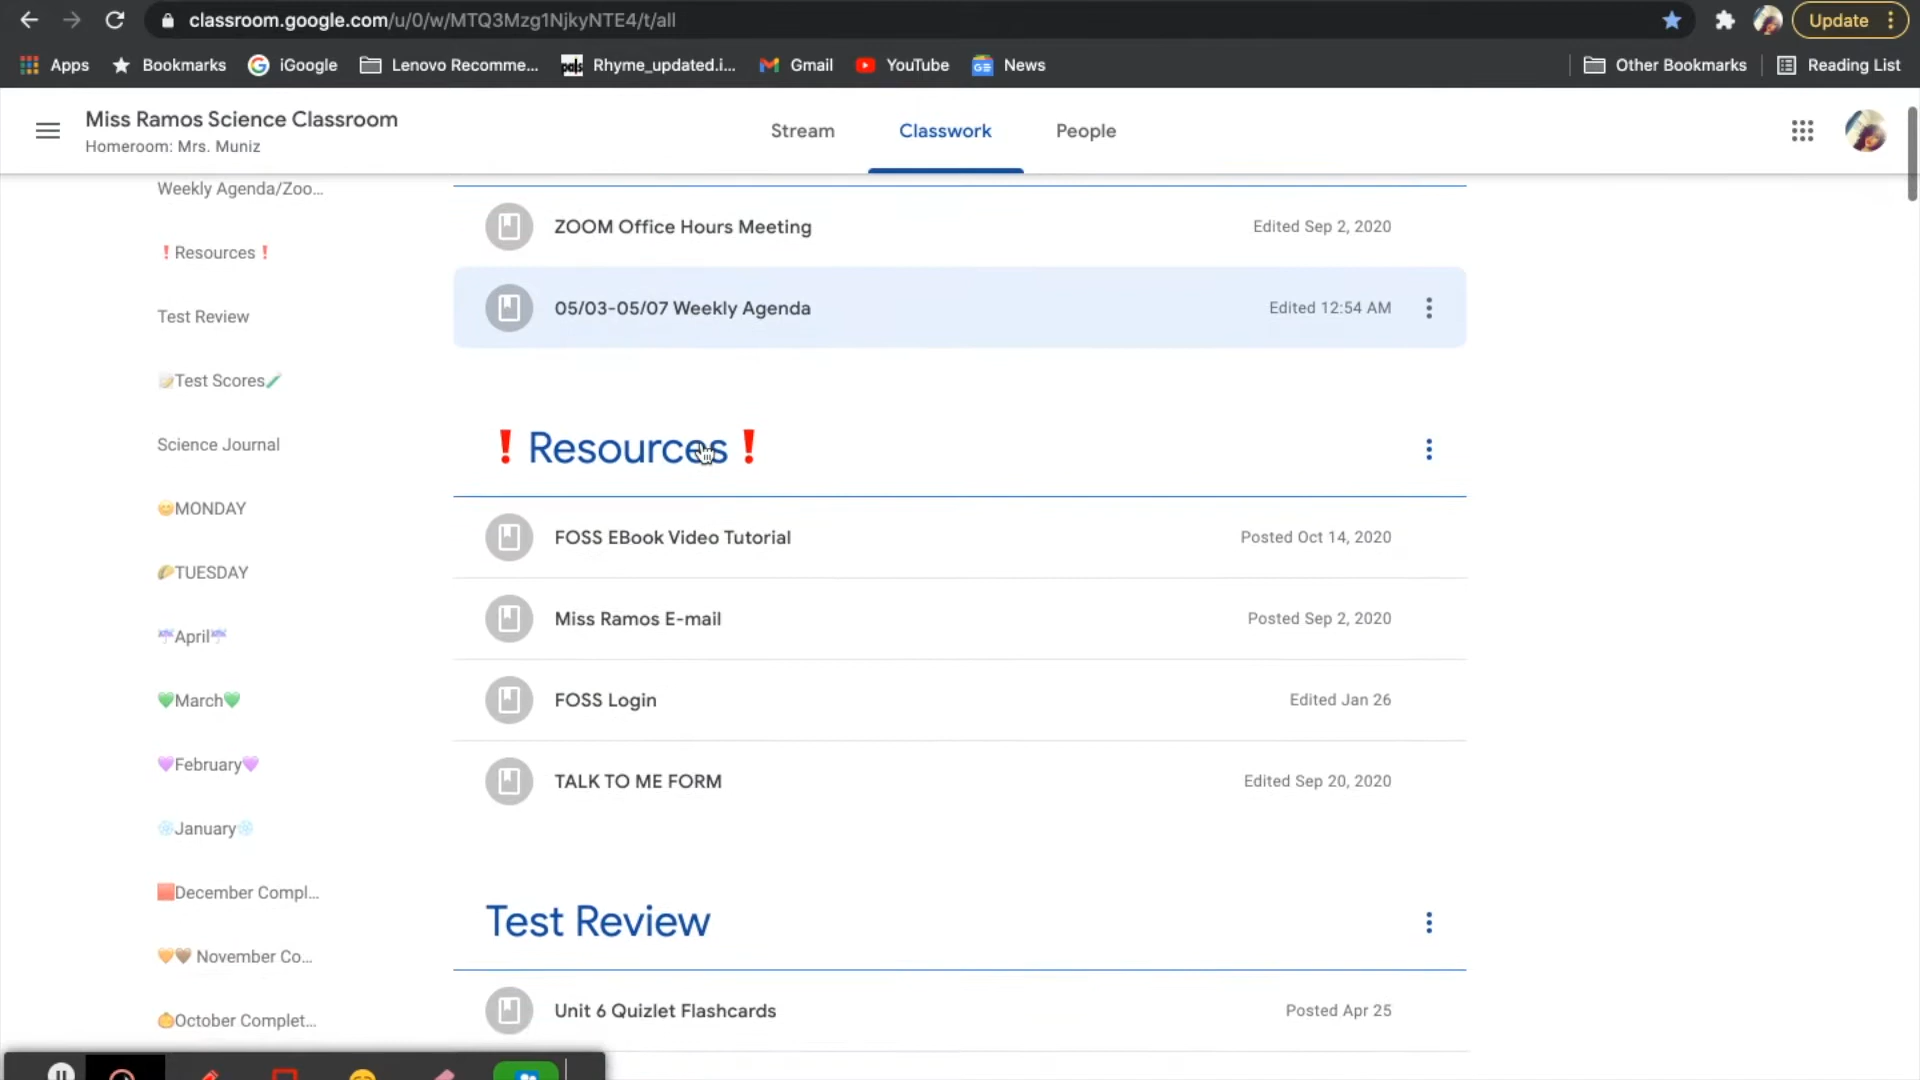 classroom.google.com/u/0/w/MTQ3Mzg1NjkyNTE4/t/all
Update
Apps
Bookmarks
iGoogle
Lenovo Recomme...
Rhyme_updated.i...
Gmail
YouTube
News
Other Bookmarks
Reading List
Miss Ramos Science Classroom
Homeroom: Mrs. Muniz
Stream
Classwork
People
Weekly Agenda/Zoo...
❗Resources❗
Test Review
📝Test Scores🧪
Science Journal
😊MONDAY
🌮TUESDAY
☔April☔
💚March💚
💜February💜
❄️January❄️
🟥December Compl...
🧡🤎 November Co...
🎃October Complet...
ZOOM Office Hours Meeting
Edited Sep 2, 2020
05/03-05/07 Weekly Agenda
Edited 12:54 AM
❗Resources❗
FOSS EBook Video Tutorial
Posted Oct 14, 2020
Miss Ramos E-mail
Posted Sep 2, 2020
FOSS Login
Edited Jan 26
TALK TO ME FORM
Edited Sep 20, 2020
Test Review
Unit 6 Quizlet Flashcards
Posted Apr 25